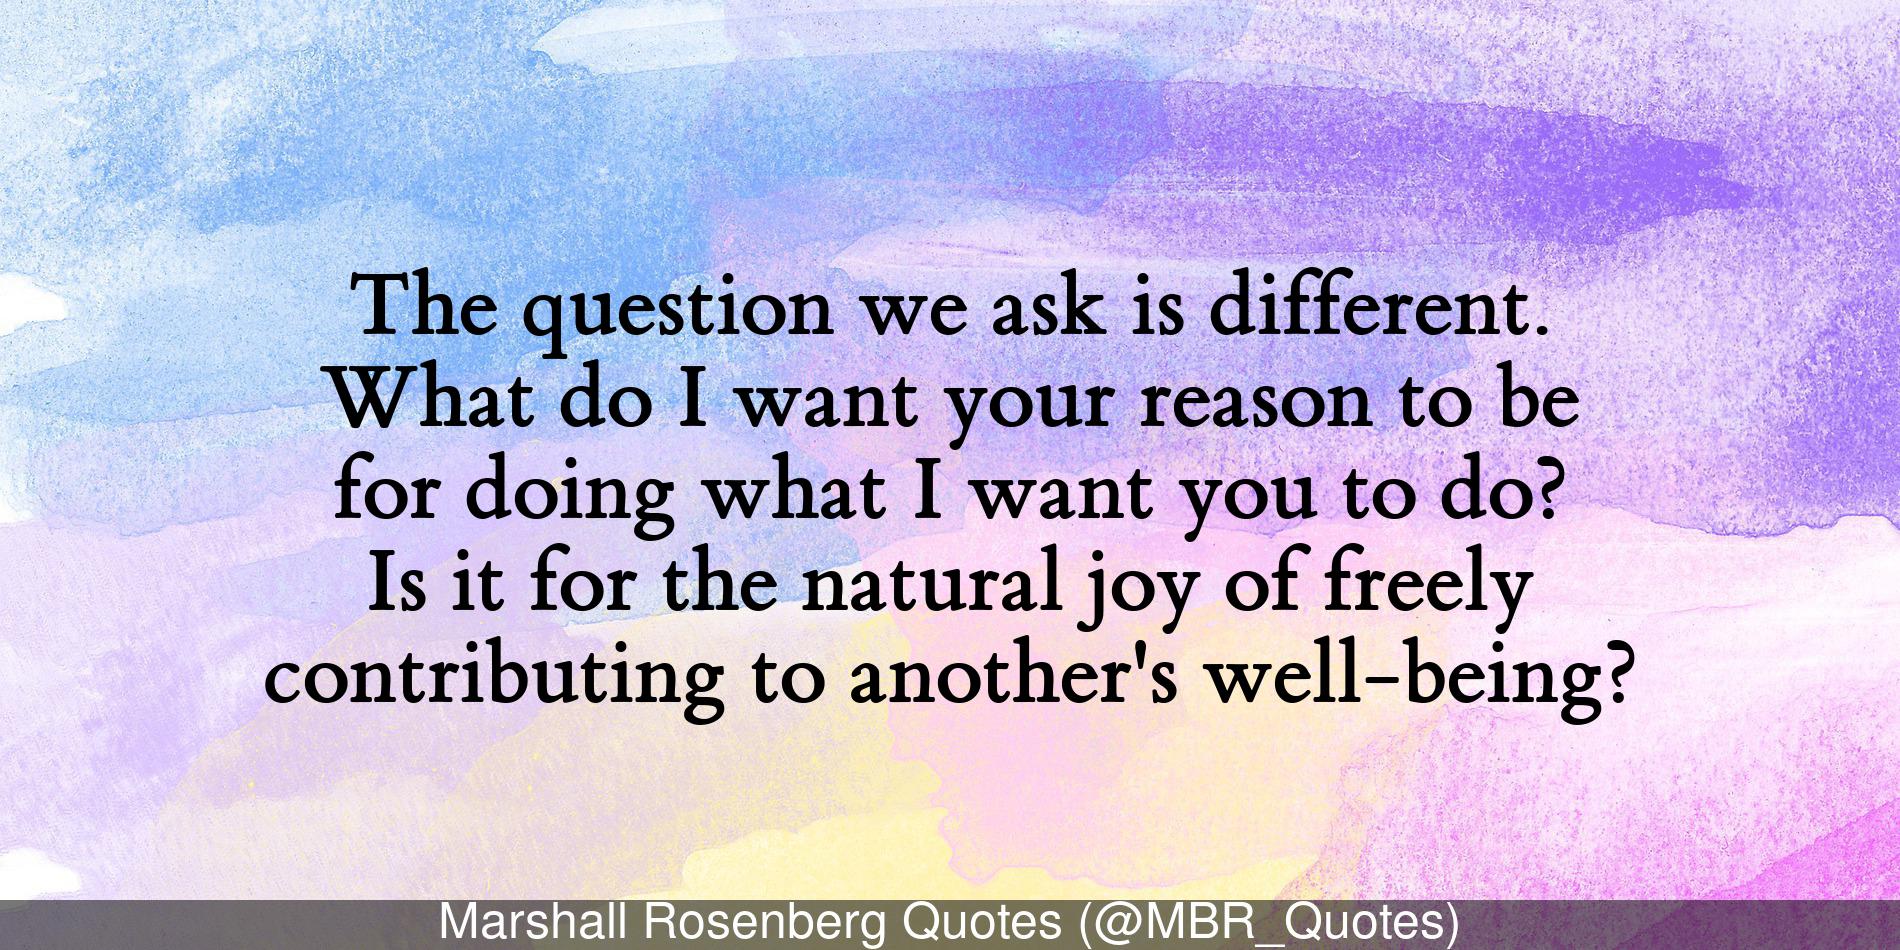 The question we ask is different.
What do I want your reason to be
for doing what I want you to do?
Is it for the natural joy of freely
contributing to another's well-being?
Marshall Rosenberg Quotes (@MBR_Quotes)